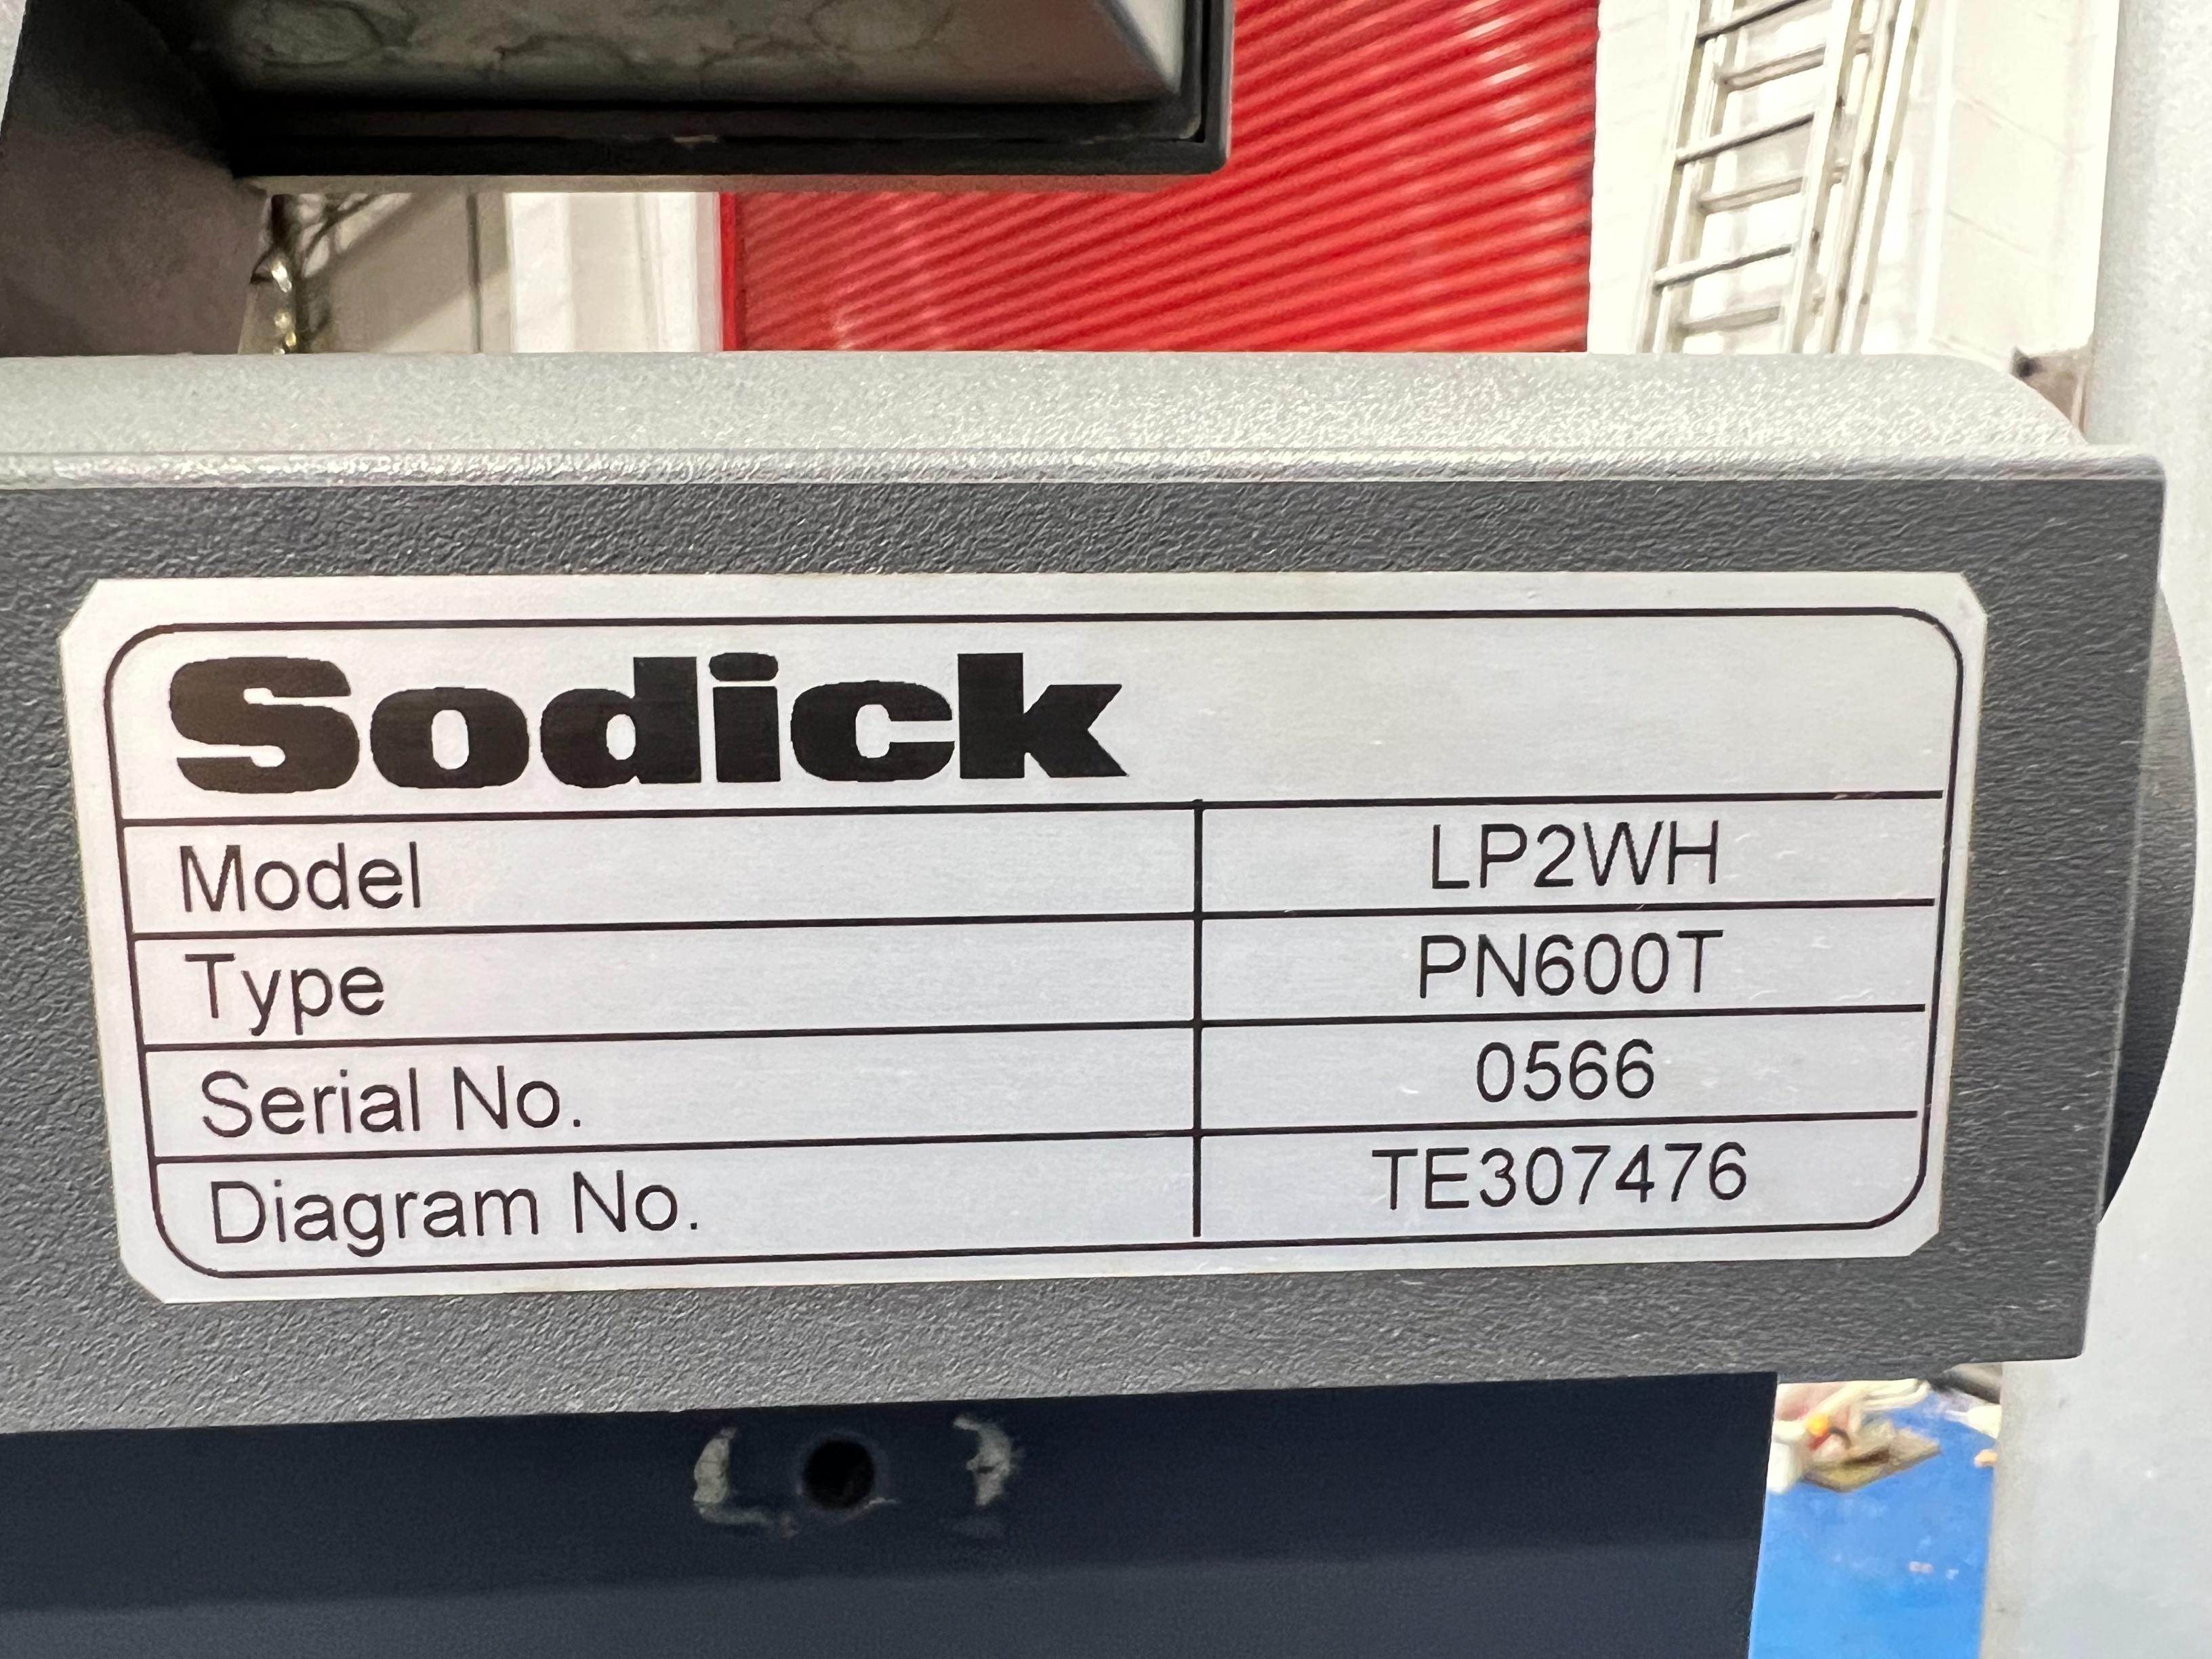 Sodick
Model LP2WH
Type PN600T
Serial No. 0566
Diagram No. TE307476